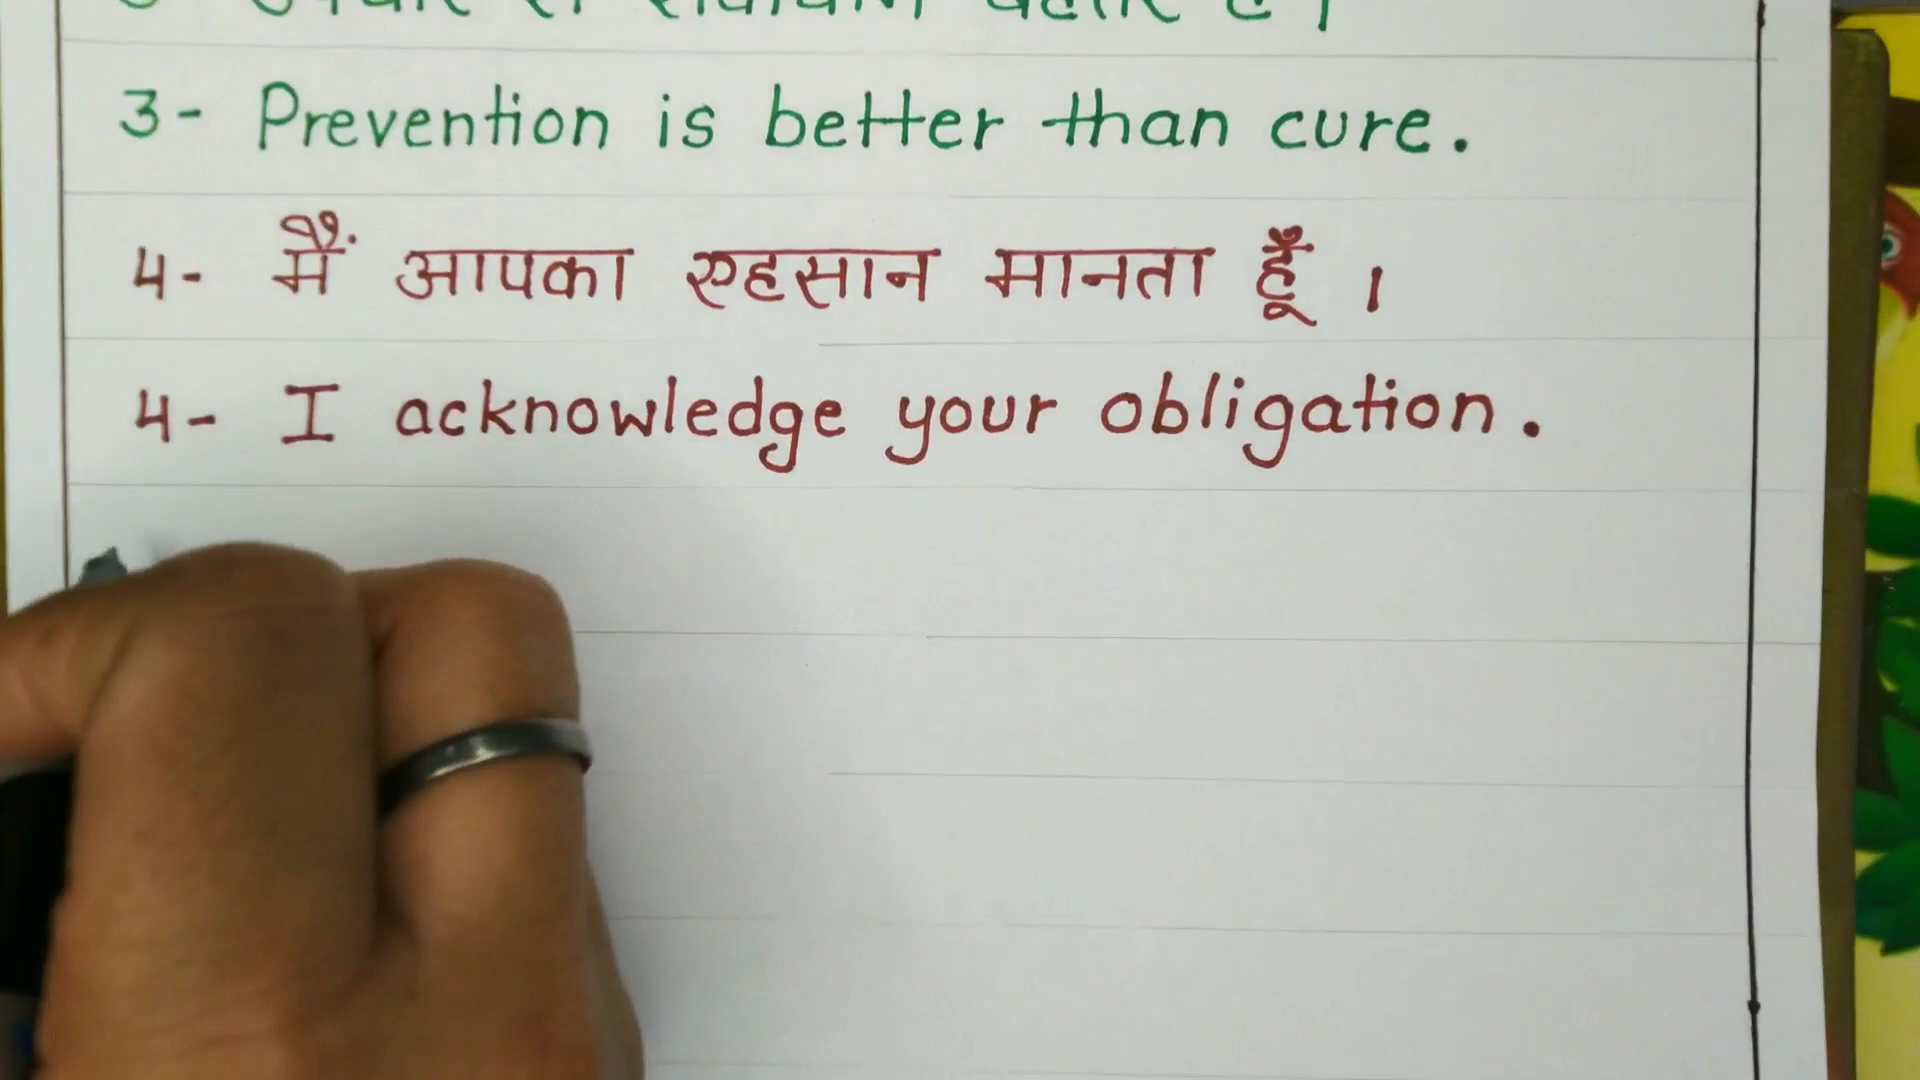 है ।
3- Prevention is better than cure.
4- मैं आपका एहसान मानता हूँ ।
4- I acknowledge your obligation.